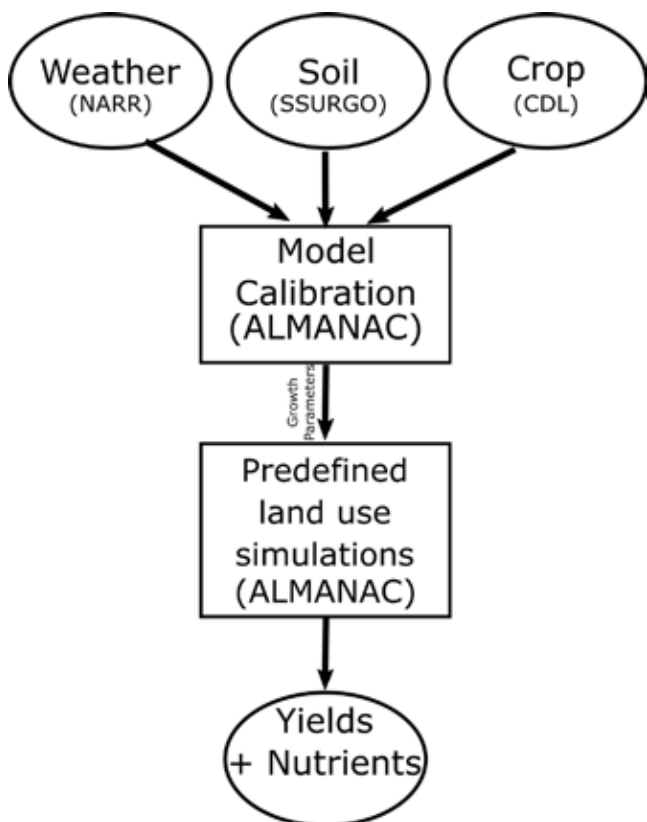 Weather
(NARR)
Soil
(SSURGO)
Crop
(CDL)
Model
Calibration
(ALMANAC)
Growth
Parameters
Predefined
land use
simulations
(ALMANAC)
Yields
+ Nutrients